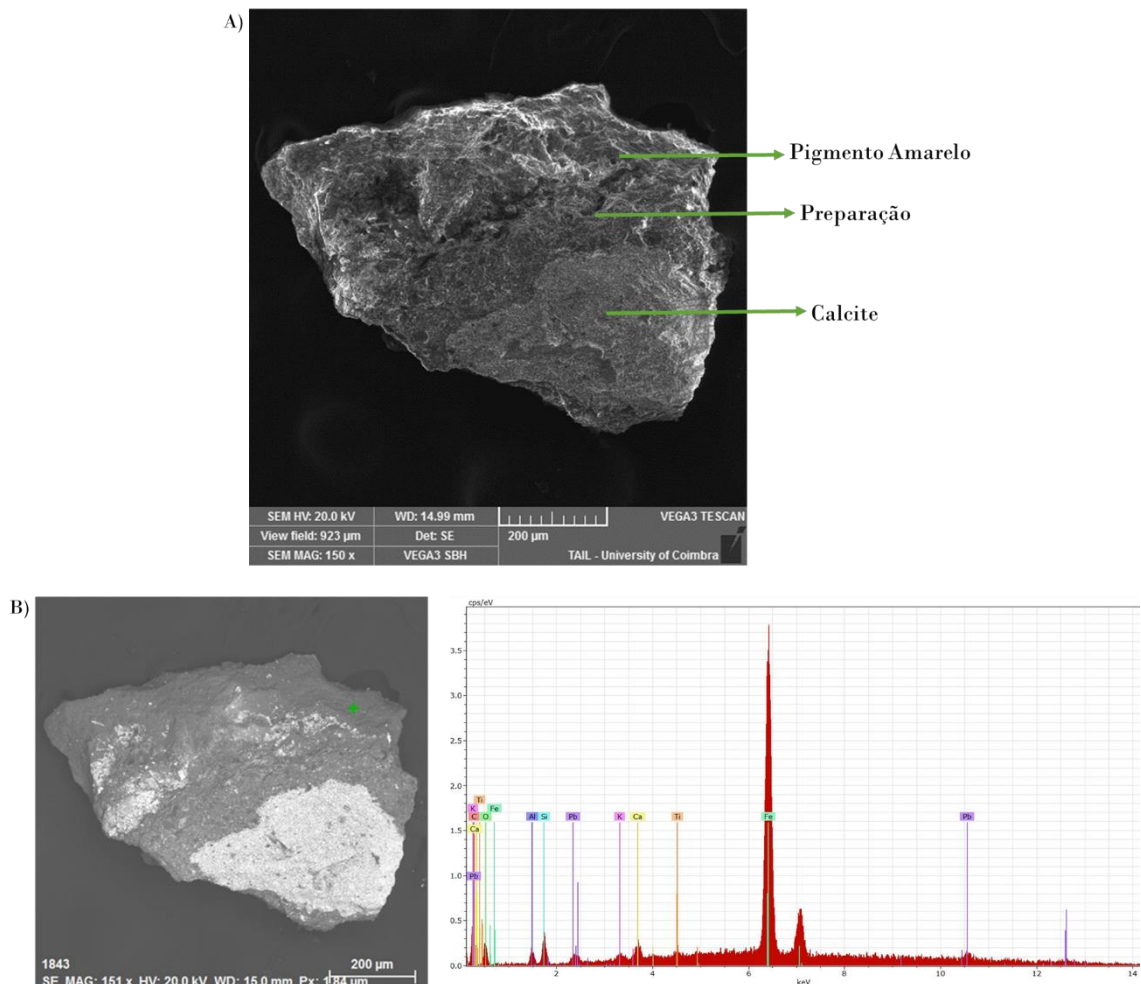 A)
Pigmento Amarelo
Preparação
Calcite
SEM HV: 20.0 kV WD: 14.99 mm VEGA3 TESCAN
View field: 923 µm Det: SE 200 µm
SEM MAG: 150 x VEGA3 SBH TAIL - University of Coimbra
B)
1843 200 µm
SE MAG: 151 x HV: 20.0 kV WD: 15.0 mm Px: 1.84 µm
cps/eV
3.5
3.0
2.5
2.0
1.5
1.0
0.5
0.0
Ti
K Fe
C O Al Si Pb K Ca Ti Fe Pb
Ca
Pb
2 4 6 8 10 12 14
keV